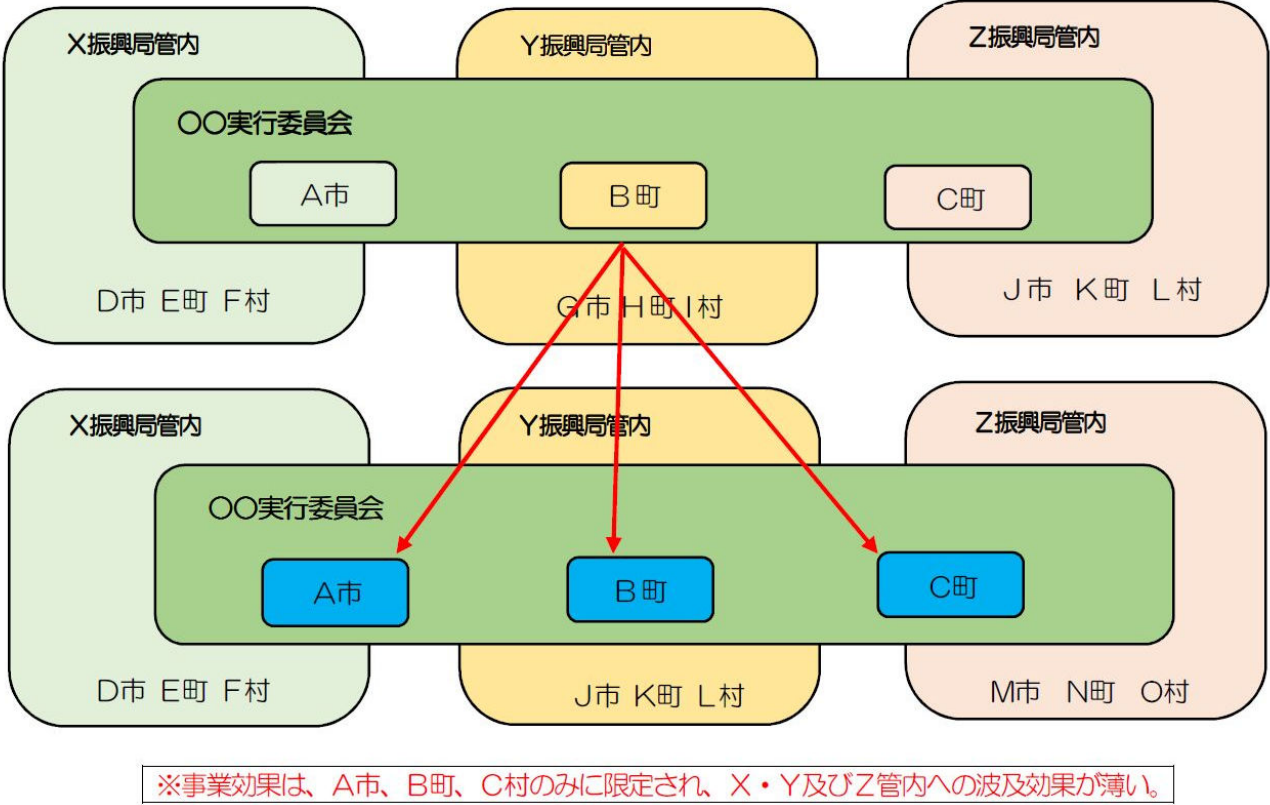 X振興局管内 Y振興局管内 Z振興局管内
〇〇実行委員会
A市 B町 C町
D市 E町 F村 G市 H町 I村 J市 K町 L村
X振興局管内 Y振興局管内 Z振興局管内
〇〇実行委員会
A市 B町 C町
D市 E町 F村 J市 K町 L村 M市 N町 O村
※事業効果は、A市、B町、C村のみに限定され、X・Y及びZ管内への波及効果が薄い。